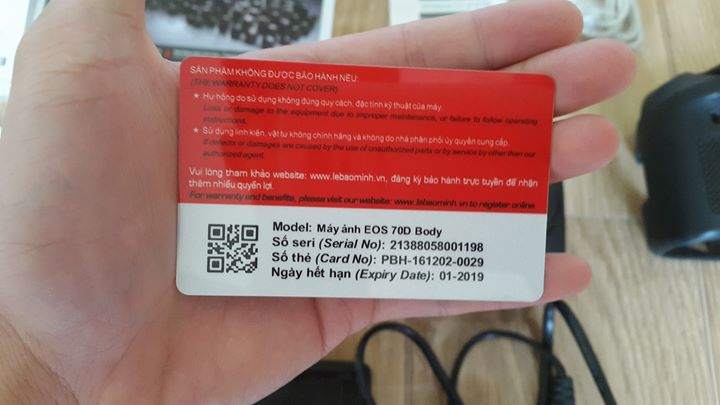 SẢN PHẨM KHÔNG ĐƯỢC BẢO HÀNH NẾU:
(THE WARRANTY DOES NOT COVER)
★ Hư hỏng do sử dụng không đúng quy cách, đặc tính kỹ thuật của máy.
Loss or damage to the equipment due to improper maintenance, or failure to follow operating
instructions.
★ Sử dụng linh kiện, vật tư không chính hãng và không do nhà phân phối ủy quyền cung cấp.
If defects or damages are caused by the use of unauthorized parts or by service by other than our
authorized agent.
Vui lòng tham khảo website: www.lebaominh.vn, đăng ký bảo hành trực tuyến để nhận
thêm nhiều quyền lợi.
For warranty and benefits, please visit our website: www.lebaominh.vn to register online.
Model: Máy ảnh EOS 70D Body
Số seri (Serial No): 21388058001198
Số thẻ (Card No): PBH-161202-0029
Ngày hết hạn (Expiry Date): 01-2019